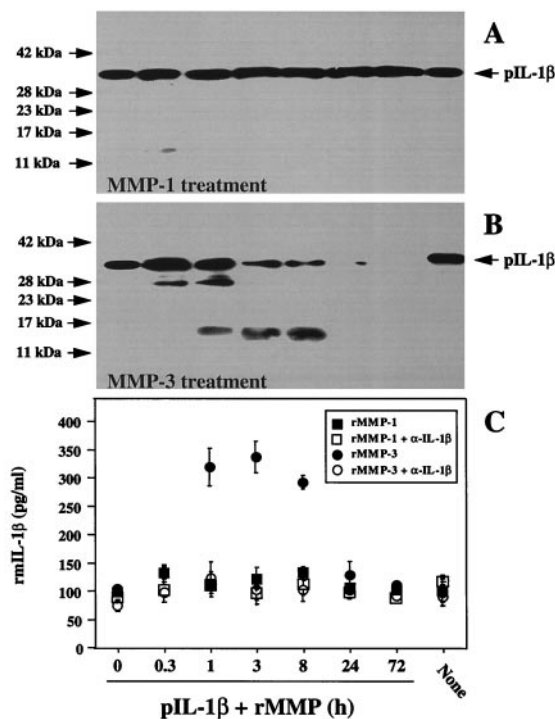 A
42 kDa
28 kDa
23 kDa
17 kDa
11 kDa
pIL-1β
MMP-1 treatment
B
42 kDa
28 kDa
23 kDa
17 kDa
11 kDa
pIL-1β
MMP-3 treatment
C
rmIL-1β (pg/ml)
400
350
300
250
200
150
100
50
0
rMMP-1
rMMP-1 + α-IL-1β
rMMP-3
rMMP-3 + α-IL-1β
0 0.3 1 3 8 24 72 None
pIL-1β + rMMP (h)